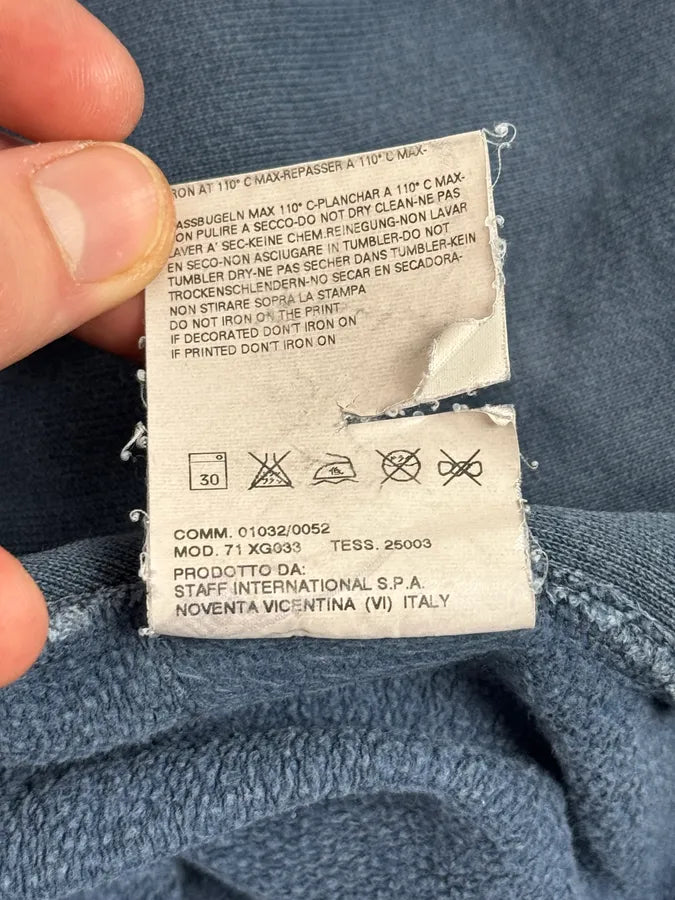 RON AT 110° C MAX-REPASSER A 110° C MAX-
ASSBUGELN MAX 110° C-PLANCHAR A 110° C MAX-
ON PULIRE A SECCO-DO NOT DRY CLEAN-NE PAS
LAVER A' SEC-KEINE CHEM.REINEGUNG-NON LAVAR
EN SECO-NON ASCIUGARE IN TUMBLER-DO NOT
TUMBLER DRY-NE PAS SECHER DANS TUMBLER-KEIN
TROCKENSCHLENDERN-NO SECAR EN SECADORA-
NON STIRARE SOPRA LA STAMPA
DO NOT IRON ON THE PRINT
IF DECORATED DON'T IRON ON
IF PRINTED DON'T IRON ON
30 低
COMM. 01032/0052
MOD. 71 XG033 TESS. 25003
PRODOTTO DA:
STAFF INTERNATIONAL S.P.A.
NOVENTA VICENTINA (VI) ITALY